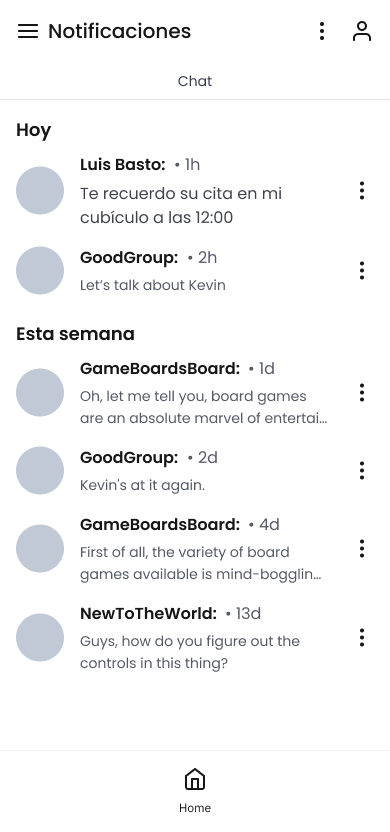 Notificaciones
Chat
Hoy
Luis Basto: • 1h
Te recuerdo su cita en mi
cubículo a las 12:00
GoodGroup: • 2h
Let’s talk about Kevin
Esta semana
GameBoardsBoard: • 1d
Oh, let me tell you, board games
are an absolute marvel of entertai...
GoodGroup: • 2d
Kevin's at it again.
GameBoardsBoard: • 4d
First of all, the variety of board
games available is mind-bogglin...
NewToTheWorld: • 13d
Guys, how do you figure out the
controls in this thing?
Home